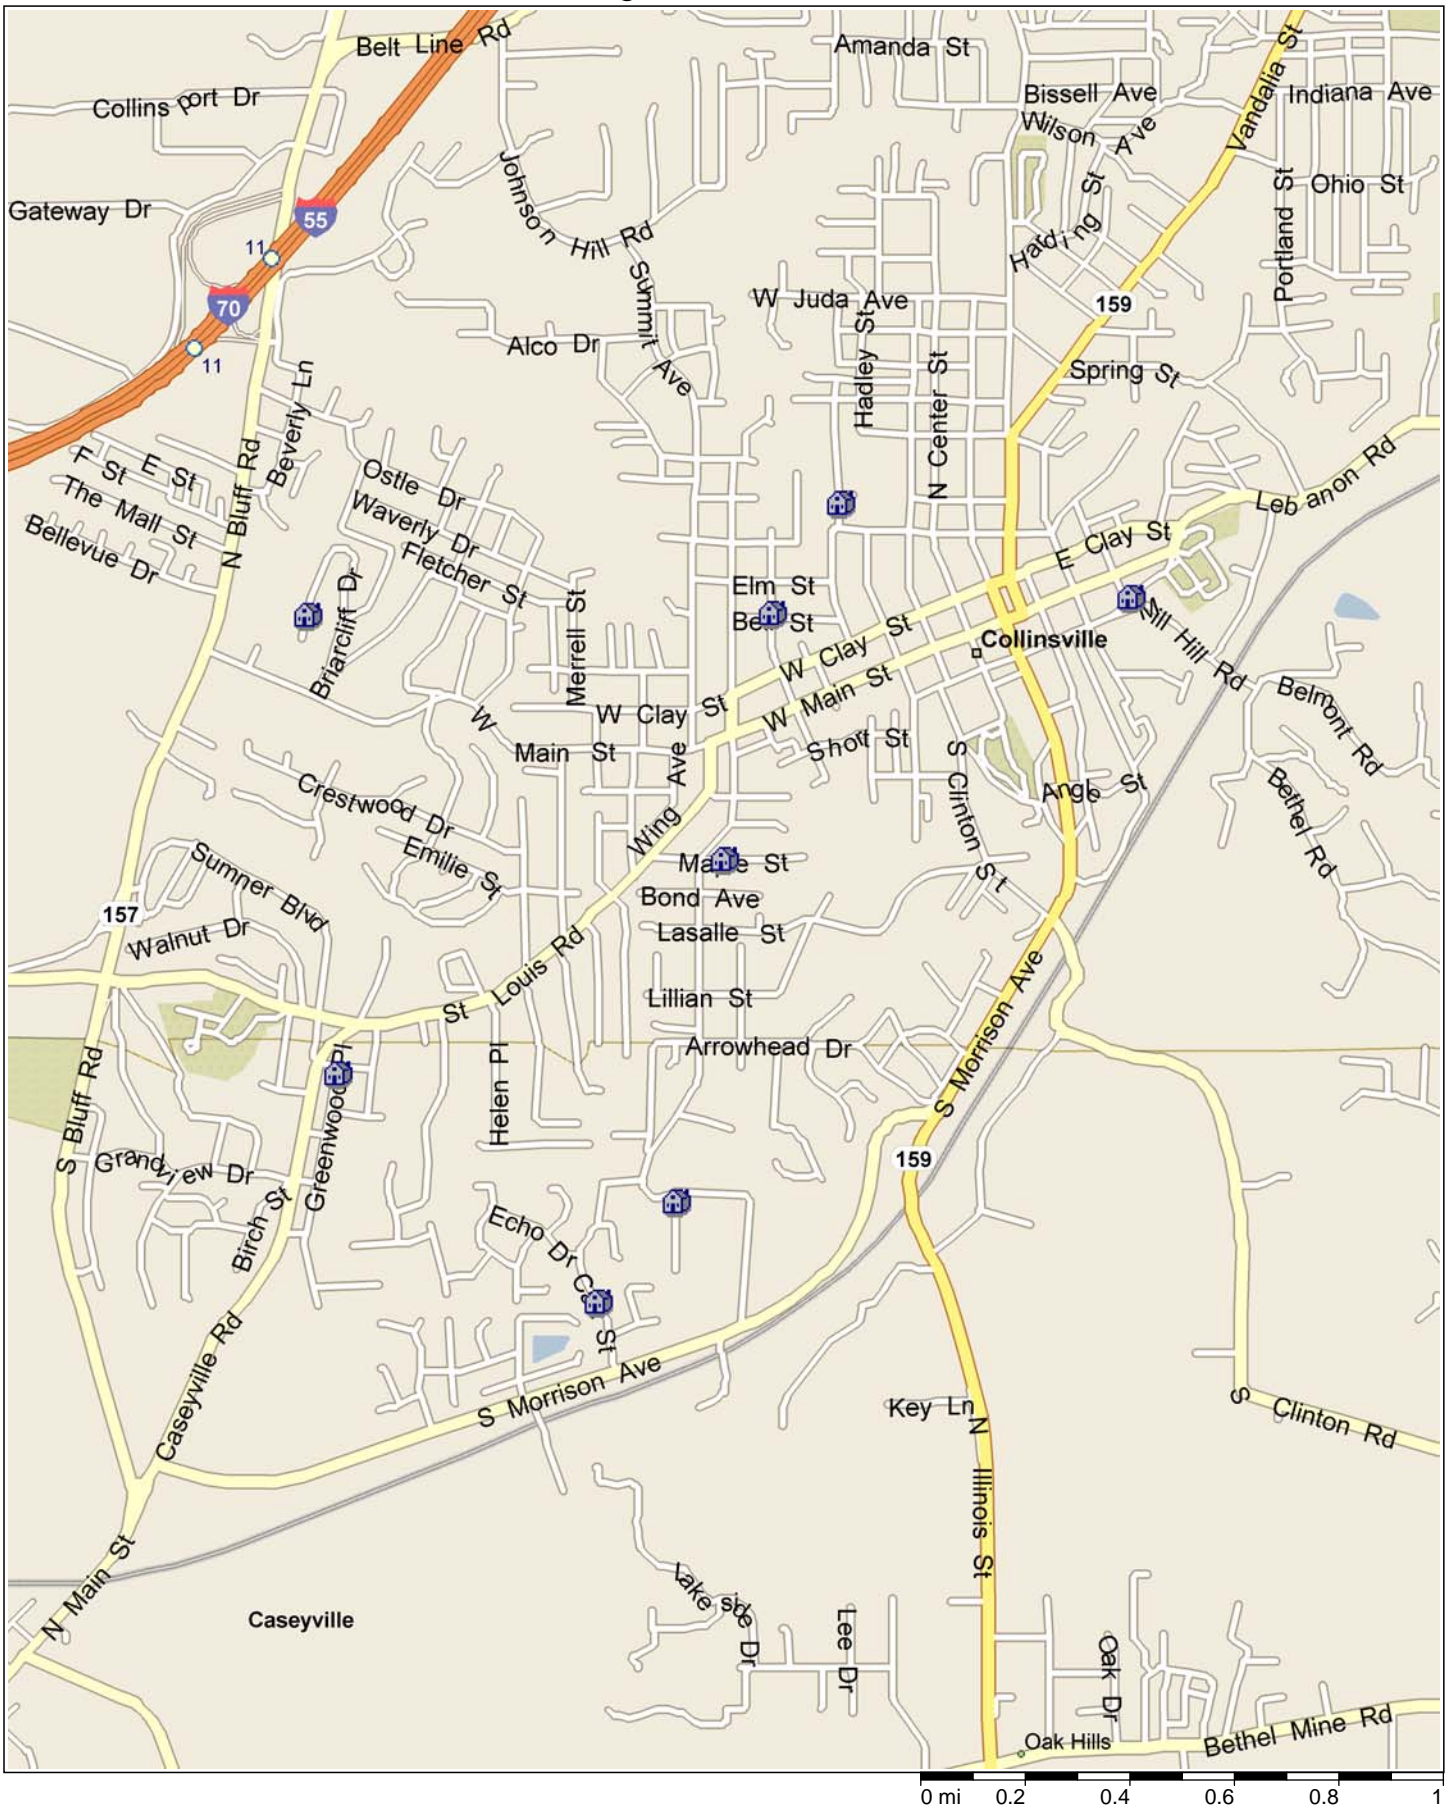 Belt Line Rd
Amanda St
Collinsport Dr
Bissell Ave
Indiana Ave
Wilson Ave
Vandalia St
Johnson Hill Rd
Gateway Dr
Harding St
Portland St
Ohio St
55
11
70
11
Summit Ave
W Juda Ave
Hadley St
159
Alco Dr
N Center St
Spring St
Beverly Ln
F St
E St
N Bluff Rd
Ostle Dr
The Mall St
Waverly Dr
Lebanon Rd
Bellevue Dr
Fletcher St
E Clay St
Elm St
Briarcliff Dr
Merrell St
St
W Clay St
Collinsville
Mill Hill Rd
Belmont Rd
W Clay St
W Main St
W Main St
Short St
S Clinton St
Wing Ave
Angle St
Bethel Rd
Crestwood Dr
Emilie St
Maple St
Sumner Blvd
Bond Ave
157
Walnut Dr
Lasalle St
St Louis Rd
Lillian St
S Morrison Ave
Arrowhead Dr
S Bluff Rd
Helen Pl
Greenwood Pl
Grandview Dr
159
Birch St
Echo Dr
St
Caseyville Rd
S Morrison Ave
Key Ln
S Clinton Rd
N Illinois St
N Main St
Lakeside Dr
Caseyville
Lee Dr
Oak Dr
Oak Hills
Bethel Mine Rd
0 mi 0.2 0.4 0.6 0.8 1